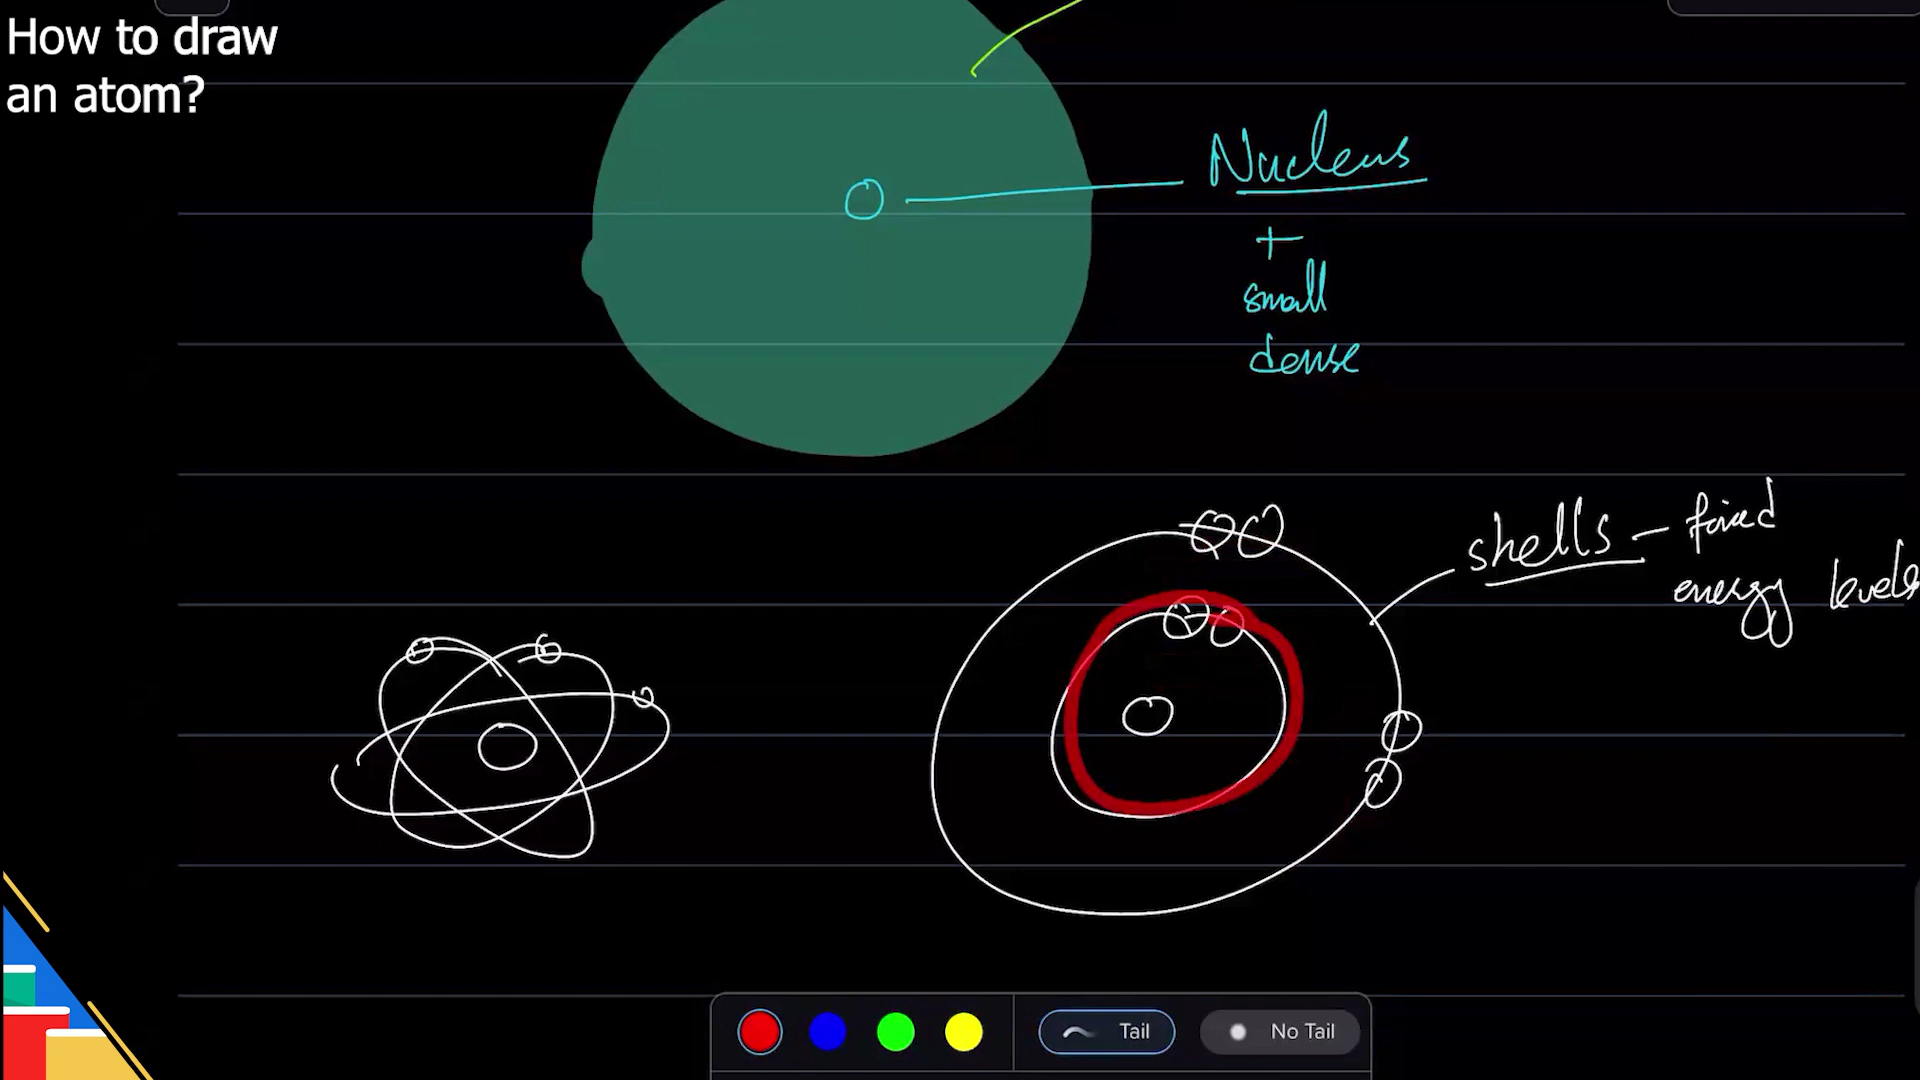 How to draw
an atom?
Nucleus
+
small
dense
shells - fixed
energy levels
Tail
No Tail